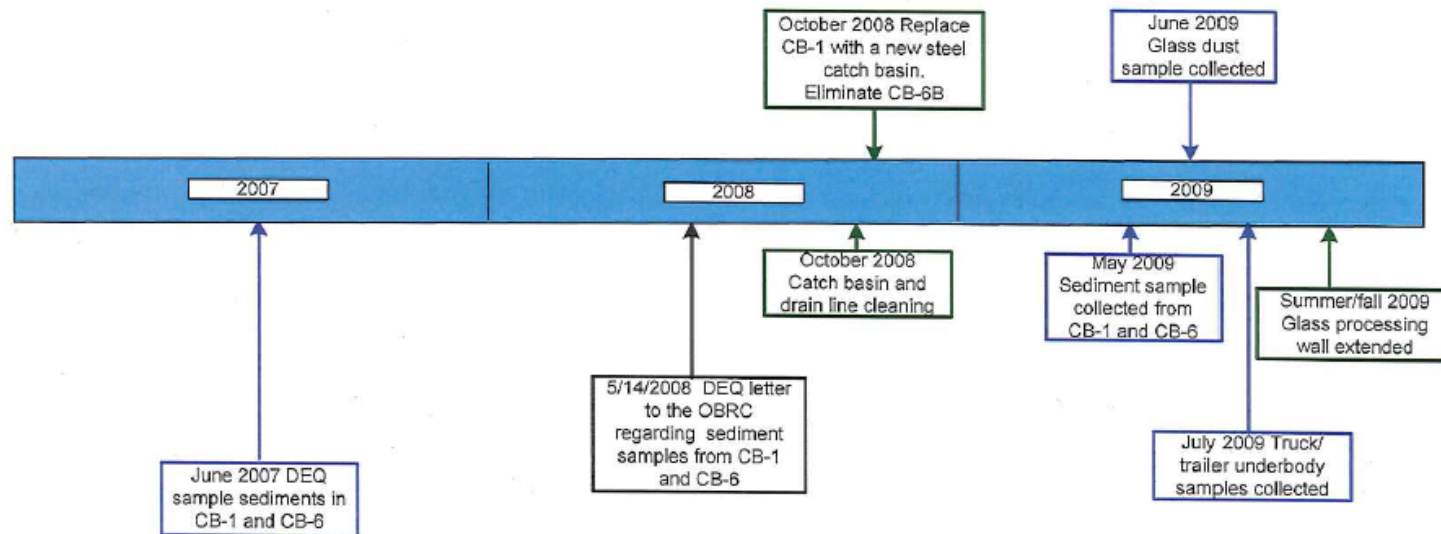 October 2008 Replace
CB-1 with a new steel
catch basin.
Eliminate CB-6B
June 2009
Glass dust
sample collected
2007
2008
2009
October 2008
Catch basin and
drain line cleaning
May 2009
Sediment sample
collected from
CB-1 and CB-6
Summer/fall 2009
Glass processing
wall extended
5/14/2008 DEQ letter
to the OBRC
regarding sediment
samples from CB-1
and CB-6
July 2009 Truck/
trailer underbody
samples collected
June 2007 DEQ
sample sediments in
CB-1 and CB-6